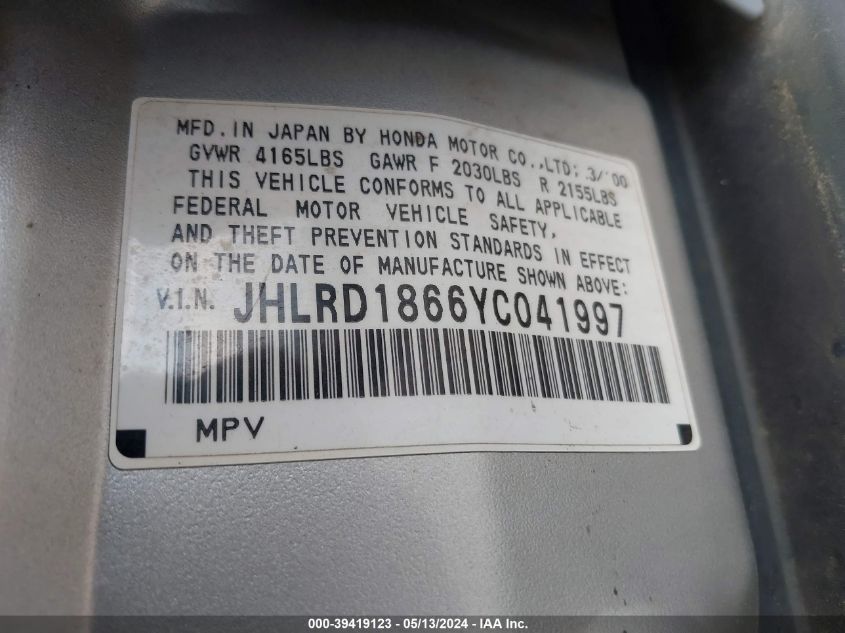 MFD.IN JAPAN BY HONDA MOTOR CO.,LTD; 3/'00
GVWR 4165LBS GAWR F 2030LBS R 2155LBS
THIS VEHICLE CONFORMS TO ALL APPLICABLE
FEDERAL MOTOR VEHICLE SAFETY,
AND THEFT PREVENTION STANDARDS IN EFFECT
ON THE DATE OF MANUFACTURE SHOWN ABOVE:
V.I.N. JHLRD1866YC041997
MPV
000-39419123 - 05/13/2024 - IAA Inc.